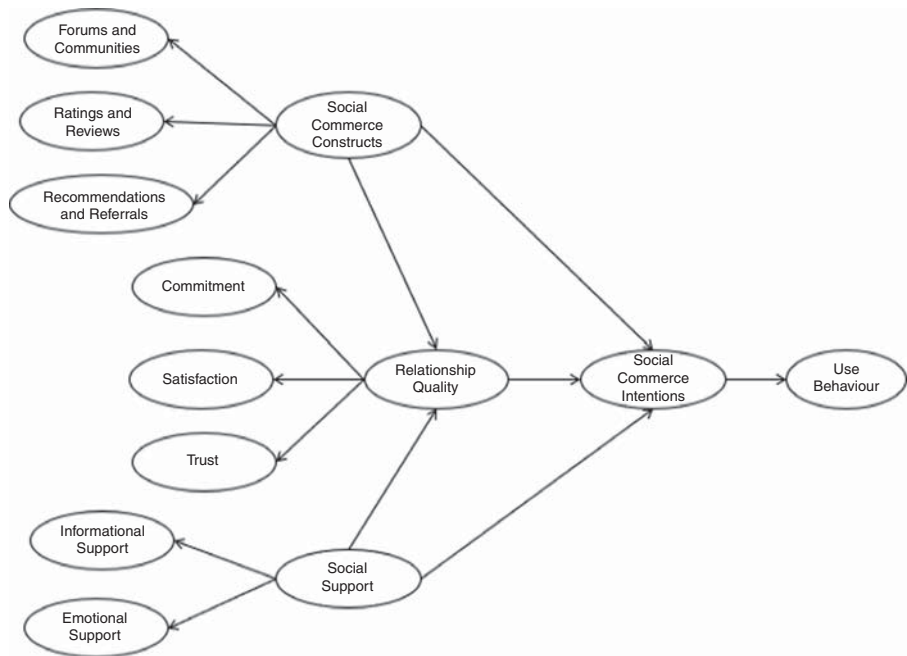 Forums and
Communities
Ratings and
Reviews
Recommendations
and Referrals
Social
Commerce
Constructs
Commitment
Satisfaction
Trust
Relationship
Quality
Social
Commerce
Intentions
Use
Behaviour
Informational
Support
Emotional
Support
Social
Support